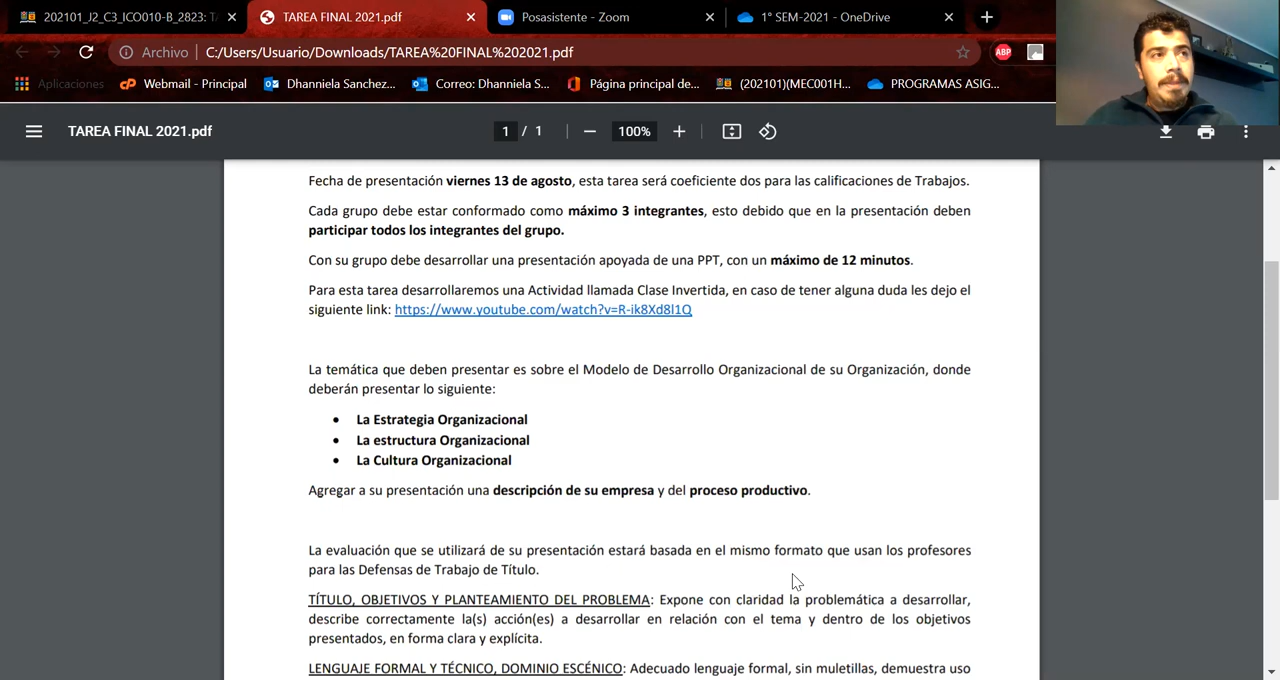 202101_J2_C3_ICO010-B_2823: TA
TAREA FINAL 2021.pdf
Posasistente - Zoom
1° SEM-2021 - OneDrive
Archivo
C:/Users/Usuario/Downloads/TAREA%20FINAL%202021.pdf
ABP
Aplicaciones
Webmail - Principal
Dhanniela Sanchez...
Correo: Dhanniela S...
Página principal de...
(202101)(MEC001H...
PROGRAMAS ASIG...
TAREA FINAL 2021.pdf
1 / 1
100%
Fecha de presentación viernes 13 de agosto, esta tarea será coeficiente dos para las calificaciones de Trabajos.
Cada grupo debe estar conformado como máximo 3 integrantes, esto debido que en la presentación deben
participar todos los integrantes del grupo.
Con su grupo debe desarrollar una presentación apoyada de una PPT, con un máximo de 12 minutos.
Para esta tarea desarrollaremos una Actividad llamada Clase Invertida, en caso de tener alguna duda les dejo el
siguiente link: https://www.youtube.com/watch?v=R-ik8Xd8l1Q
La temática que deben presentar es sobre el Modelo de Desarrollo Organizacional de su Organización, donde
deberán presentar lo siguiente:
• La Estrategia Organizacional
• La estructura Organizacional
• La Cultura Organizacional
Agregar a su presentación una descripción de su empresa y del proceso productivo.
La evaluación que se utilizará de su presentación estará basada en el mismo formato que usan los profesores
para las Defensas de Trabajo de Título.
TÍTULO, OBJETIVOS Y PLANTEAMIENTO DEL PROBLEMA: Expone con claridad la problemática a desarrollar,
describe correctamente la(s) acción(es) a desarrollar en relación con el tema y dentro de los objetivos
presentados, en forma clara y explícita.
LENGUAJE FORMAL Y TÉCNICO, DOMINIO ESCÉNICO: Adecuado lenguaje formal, sin muletillas, demuestra uso